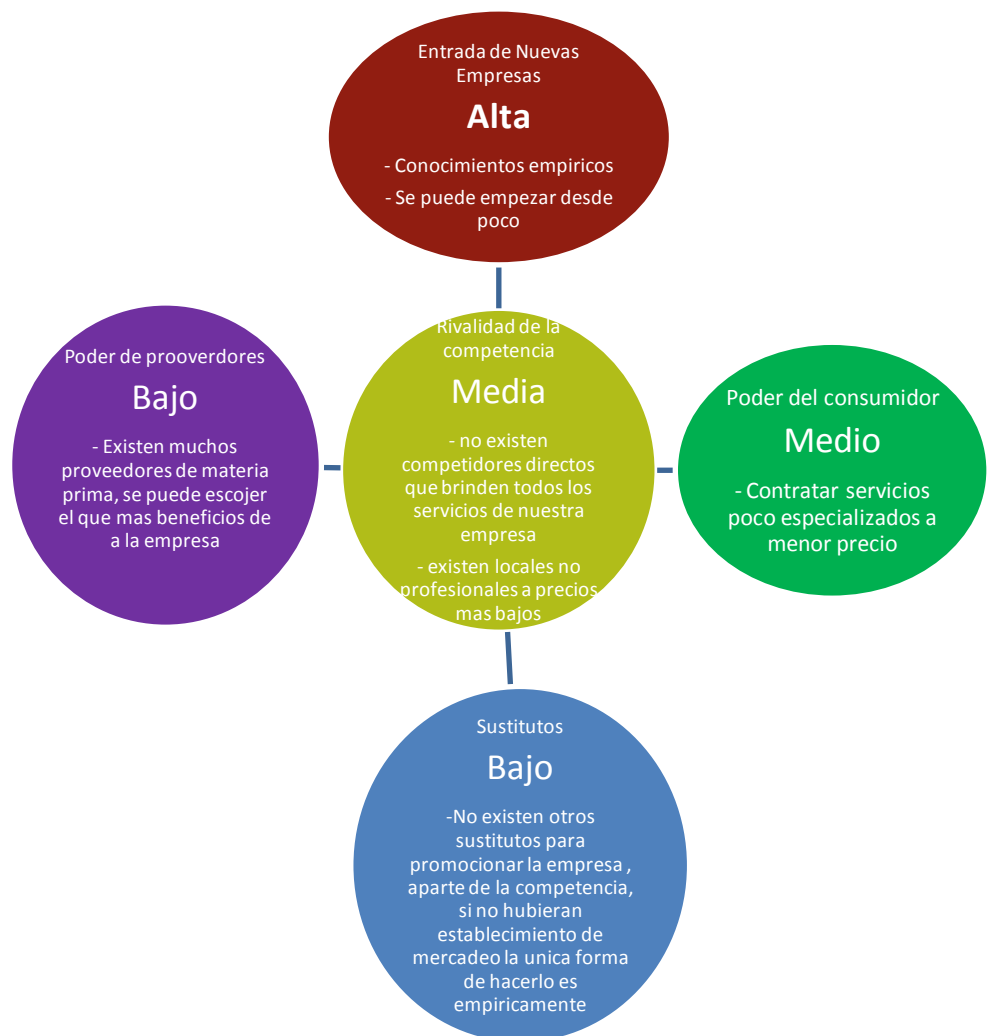 Entrada de Nuevas
Empresas
Alta
- Conocimientos empiricos
- Se puede empezar desde
poco
Poder de prooverdores
Bajo
- Existen muchos
proveedores de materia
prima, se puede escojer
el que mas beneficios de
a la empresa
Rivalidad de la
competencia
Media
- no existen
competidores directos
que brinden todos los
servicios de nuestra
empresa
- existen locales no
profesionales a precios
mas bajos
Poder del consumidor
Medio
- Contratar servicios
poco especializados a
menor precio
Sustitutos
Bajo
-No existen otros
sustitutos para
promocionar la empresa ,
aparte de la competencia,
si no hubieran
establecimiento de
mercadeo la unica forma
de hacerlo es
empiricamente